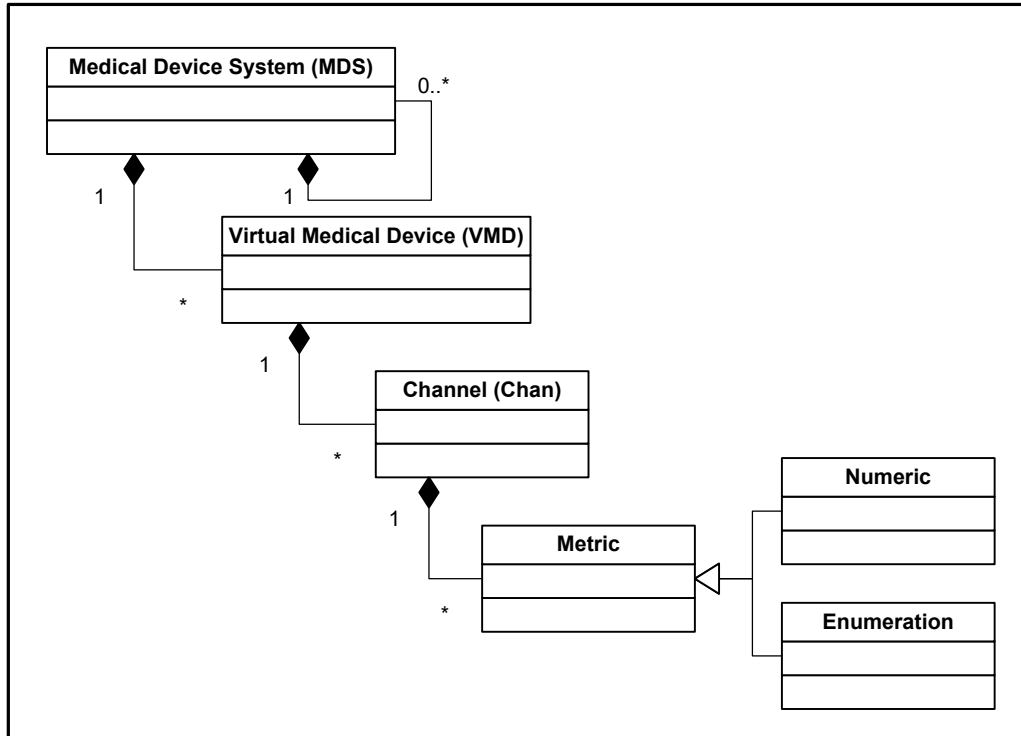 Medical Device System (MDS)
0..*
1
1
Virtual Medical Device (VMD)
*
1
Channel (Chan)
*
1
Numeric
Metric
*
Enumeration